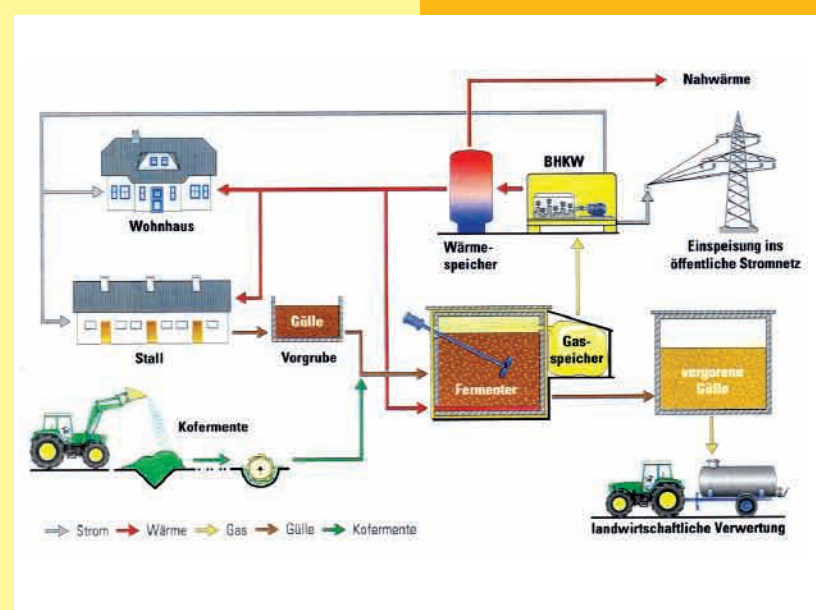 Nahwärme
BHKW
Wohnhaus
Wärme-
speicher
Einspeisung ins
öffentliche Stromnetz
Gülle
Stall
Vorgrube
Gas-
speicher
Fermenter
vergorene
Gülle
Kofermente
Strom
Wärme
Gas
Gülle
Kofermente
landwirtschaftliche Verwertung